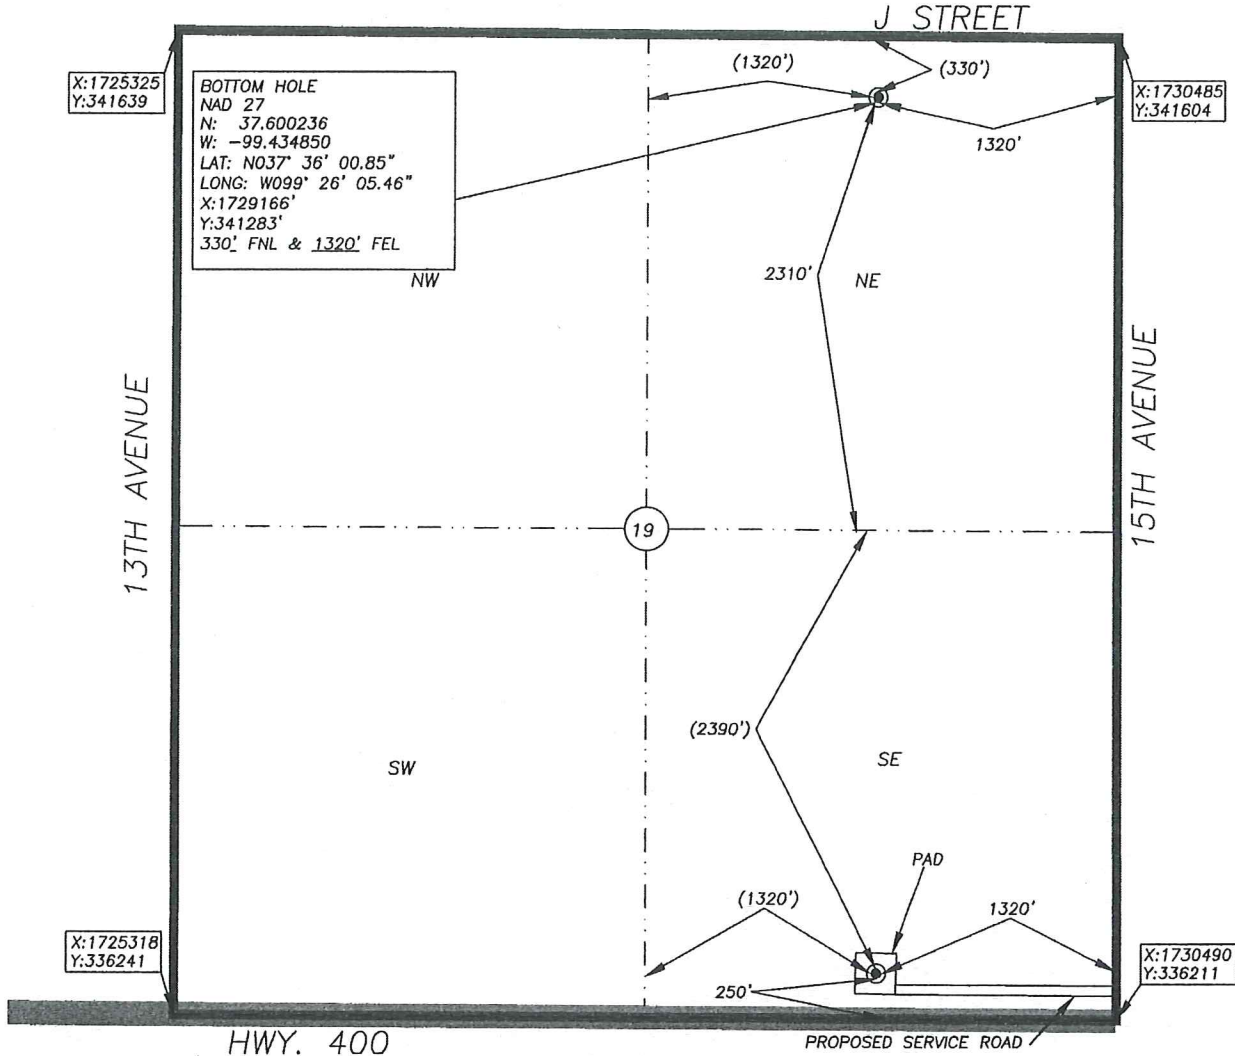 J STREET
X:1725325
Y:341639
BOTTOM HOLE
NAD 27
N: 37.600236
W: -99.434850
LAT: N037° 36' 00.85"
LONG: W099° 26' 05.46"
X:1729166'
Y:341283'
330' FNL & 1320' FEL
(1320')
(330')
X:1730485
Y:341604
1320'
NW
2310'
NE
13TH AVENUE
15TH AVENUE
19
(2390')
SW
SE
PAD
(1320')
1320'
X:1725318
Y:336241
250'
X:1730490
Y:336211
HWY. 400
PROPOSED SERVICE ROAD